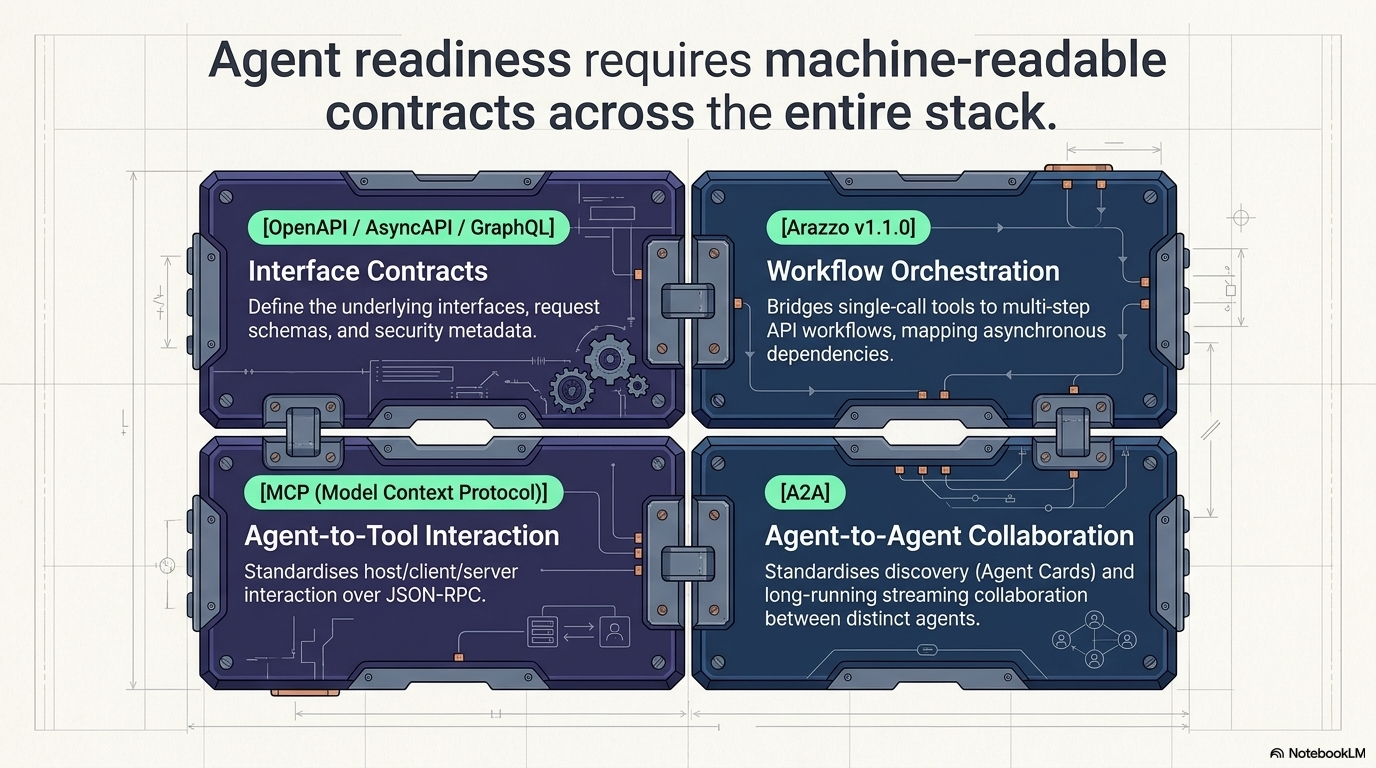 Agent readiness requires machine-readable
contracts across the entire stack.
[OpenAPI / AsyncAPI / GraphQL]
Interface Contracts
Define the underlying interfaces, request
schemas, and security metadata.
[Arazzo v1.1.0]
Workflow Orchestration
Bridges single-call tools to multi-step
API workflows, mapping asynchronous
dependencies.
[MCP (Model Context Protocol)]
Agent-to-Tool Interaction
Standardises host/client/server
interaction over JSON-RPC.
[A2A]
Agent-to-Agent Collaboration
Standardises discovery (Agent Cards) and
long-running streaming collaboration
between distinct agents.
NotebookLM